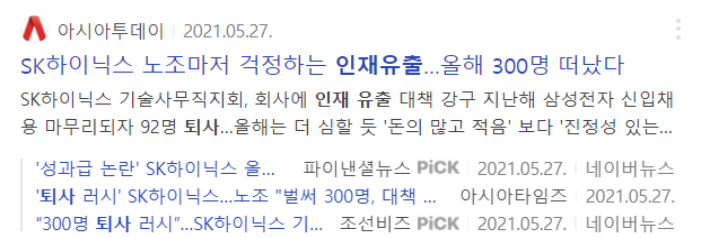 아시아투데이 2021.05.27.
SK하이닉스 노조마저 걱정하는 인재유출...올해 300명 떠났다
SK하이닉스 기술사무직지회, 회사에 인재 유출 대책 강구 지난해 삼성전자 신입채
용 마무리되자 92명 퇴사...올해는 더 심할 듯 '돈의 많고 적음' 보다 '진정성 있는...
'성과급 논란' SK하이닉스 올... 파이낸셜뉴스 PiCK 2021.05.27. 네이버뉴스
'퇴사 러시' SK하이닉스...노조 "벌써 300명, 대책 ... 아시아타임즈 2021.05.27.
“300명 퇴사 러시”...SK하이닉스 기... 조선비즈 PiCK 2021.05.27. 네이버뉴스